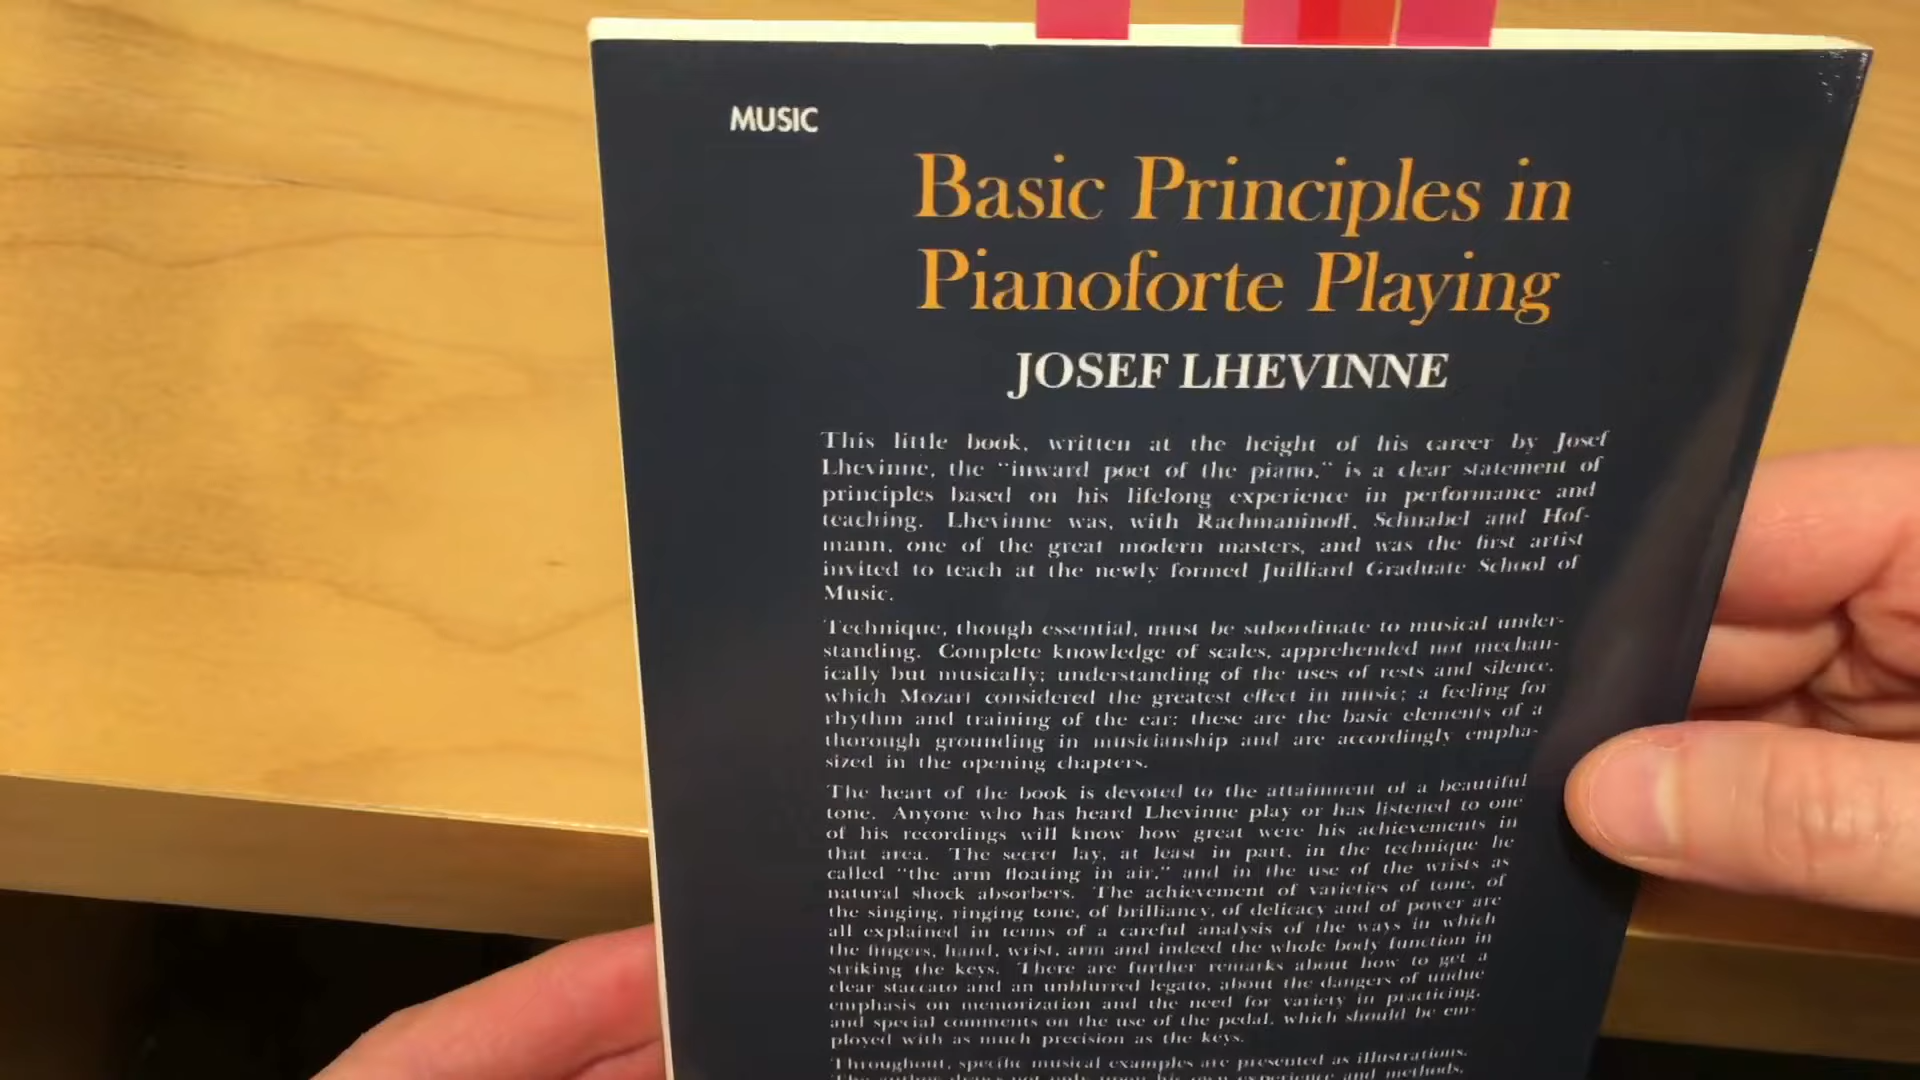 MUSIC
Basic Principles in
Pianoforte Playing
JOSEF LHEVINNE
This little book, written at the height of his career by Josef
Lhevinne, the "inward poet of the piano," is a clear statement of
principles based on his lifelong experience in performance and
teaching. Lhevinne was, with Rachmaninoff, Schnabel and Hof-
mann, one of the great modern masters, and was the first artist
invited to teach at the newly formed Juilliard Graduate School of
Music.
Technique, though essential, must be subordinate to musical under-
standing. Complete knowledge of scales, apprehended not mechan-
ically but musically; understanding of the uses of rests and silence,
which Mozart considered the greatest effect in music; a feeling for
rhythm and training of the ear: these are the basic elements of a
thorough grounding in musicianship and are accordingly empha-
sized in the opening chapters.
The heart of the book is devoted to the attainment of a beautiful
tone. Anyone who has heard Lhevinne play or has listened to one
of his recordings will know how great were his achievements in
that area. The secret lay, at least in part, in the technique he
called "the arm floating in air," and in the use of the wrists as
natural shock absorbers. The achievement of varieties of tone, of
the singing, ringing tone, of brilliancy, of delicacy and of power are
all explained in terms of a careful analysis of the ways in which
the fingers, hand, wrist, arm and indeed the whole body function in
striking the keys. There are further remarks about how to get a
clear staccato and an unblurred legato, about the dangers of undue
emphasis on memorization and the need for variety in practicing,
and special comments on the use of the pedal, which should be em-
ployed with as much precision as the keys.
Throughout, specific musical examples are presented as illustrations.
The author draws not only upon his own experience and methods,